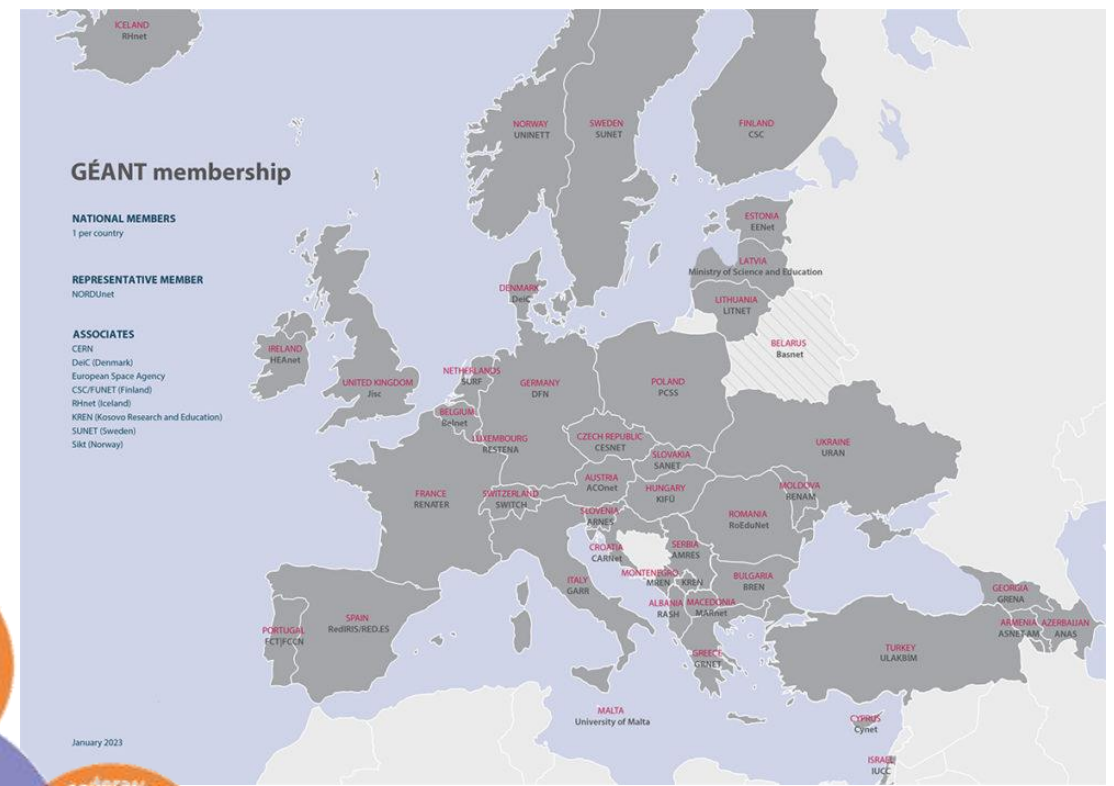 ICELAND
RHnet
NORWAY
UNINETT
SWEDEN
SUNET
FINLAND
CSC
GÉANT membership
NATIONAL MEMBERS
1 per country
REPRESENTATIVE MEMBER
NORDUnet
ASSOCIATES
CERN
DeiC (Denmark)
European Space Agency
CSC/FUNET (Finland)
RHnet (Iceland)
KREN (Kosovo Research and Education)
SUNET (Sweden)
Sikt (Norway)
ESTONIA
EENet
LATVIA
Ministry of Science and Education
LITHUANIA
LITNET
DENMARK
DeiC
BELARUS
Basnet
IRELAND
HEAnet
UNITED KINGDOM
Jisc
NETHERLANDS
SURF
GERMANY
DFN
POLAND
PCSS
BELGIUM
Belnet
LUXEMBOURG
RESTENA
CZECH REPUBLIC
CESNET
SLOVAKIA
SANET
UKRAINE
URAN
AUSTRIA
ACOnet
HUNGARY
KIFÜ
MOLDOVA
RENAM
FRANCE
RENATER
SWITZERLAND
SWITCH
SLOVENIA
ARNES
ROMANIA
RoEduNet
CROATIA
CARNet
SERBIA
AMRES
ITALY
GARR
MONTENEGRO
MREN
KREN
BULGARIA
BREN
ALBANIA
RASH
MACEDONIA
MARnet
GEORGIA
GRENA
ARMENIA
ASNET-AM
AZERBAIJAN
ANAS
PORTUGAL
FCT|FCCN
SPAIN
RedIRIS/RED.ES
GREECE
GRNET
TURKEY
ULAKBIM
MALTA
University of Malta
CYPRUS
Cynet
ISRAEL
IUCC
January 2023